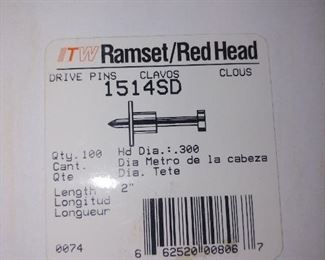 ITW Ramset/Red Head
DRIVE PINS CLAVOS CLOUS
1514SD
Qty. 100 Hd Dia.: .300
Cant. Dia Metro de la cabeza
Qte Dia. Tete
Length 2"
Longitud
Longueur
0074
6 62520 00806 7